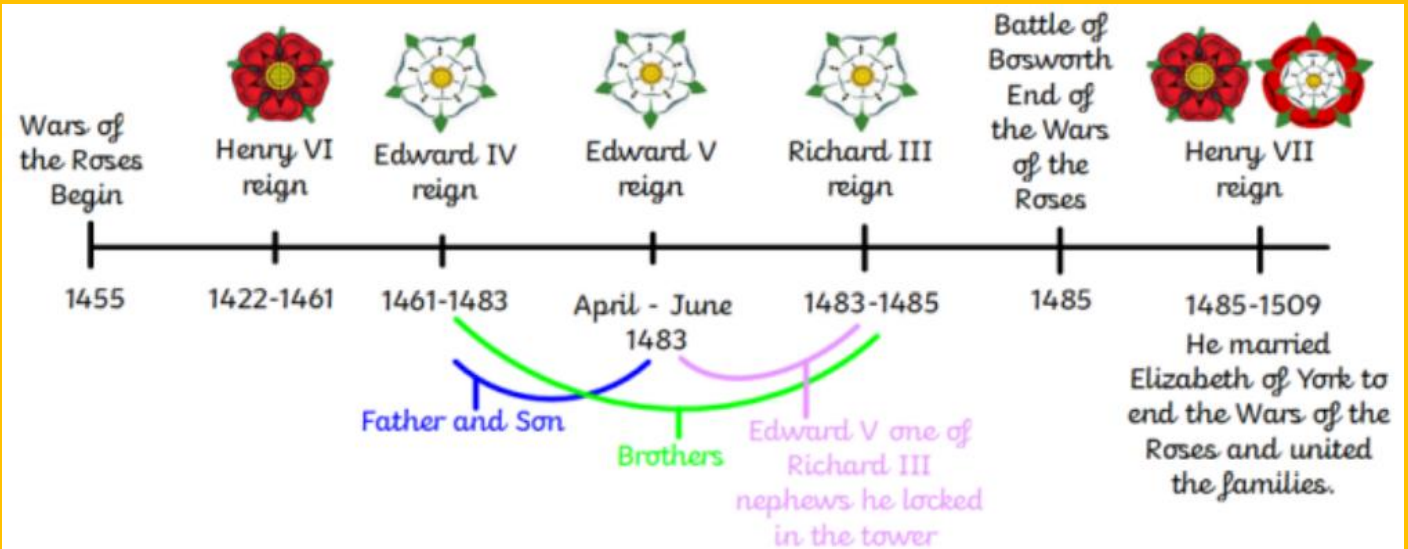 Wars of
the Roses
Begin
1455
Henry VI
reign
1422-1461
Edward IV
reign
1461-1483
Edward V
reign
April - June
1483
Richard III
reign
1483-1485
Battle of
Bosworth
End of
the Wars
of the
Roses
1485
Henry VII
reign
1485-1509
He married
Elizabeth of York to
end the Wars of the
Roses and united
the families.
Father and Son
Brothers
Edward V one of
Richard III
nephews he locked
in the tower